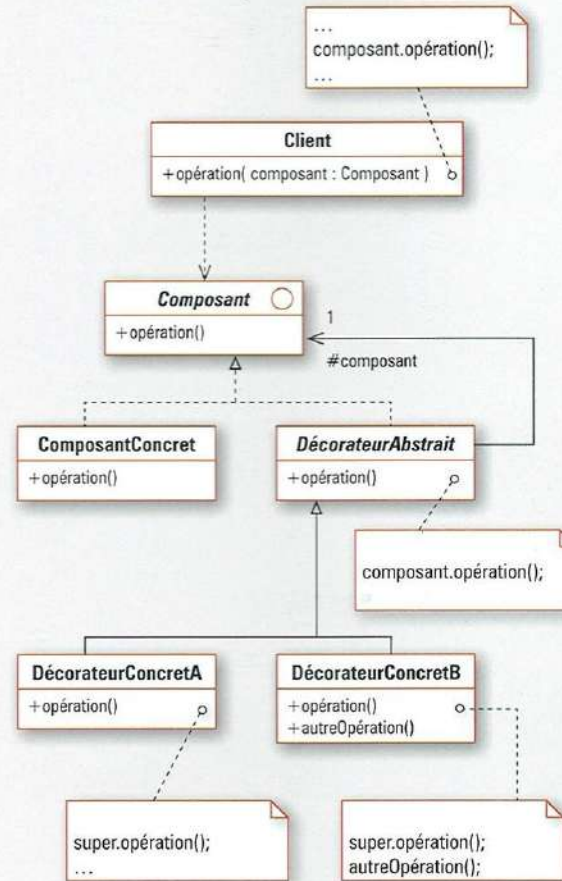 ...
composant.opération();
...
Client
+opération( composant : Composant )
Composant
+opération()
1
#composant
ComposantConcret
+opération()
DécorateurAbstrait
+opération()
composant.opération();
DécorateurConcretA
+opération()
DécorateurConcretB
+opération()
+autreOpération()
super.opération();
...
super.opération();
autreOpération();